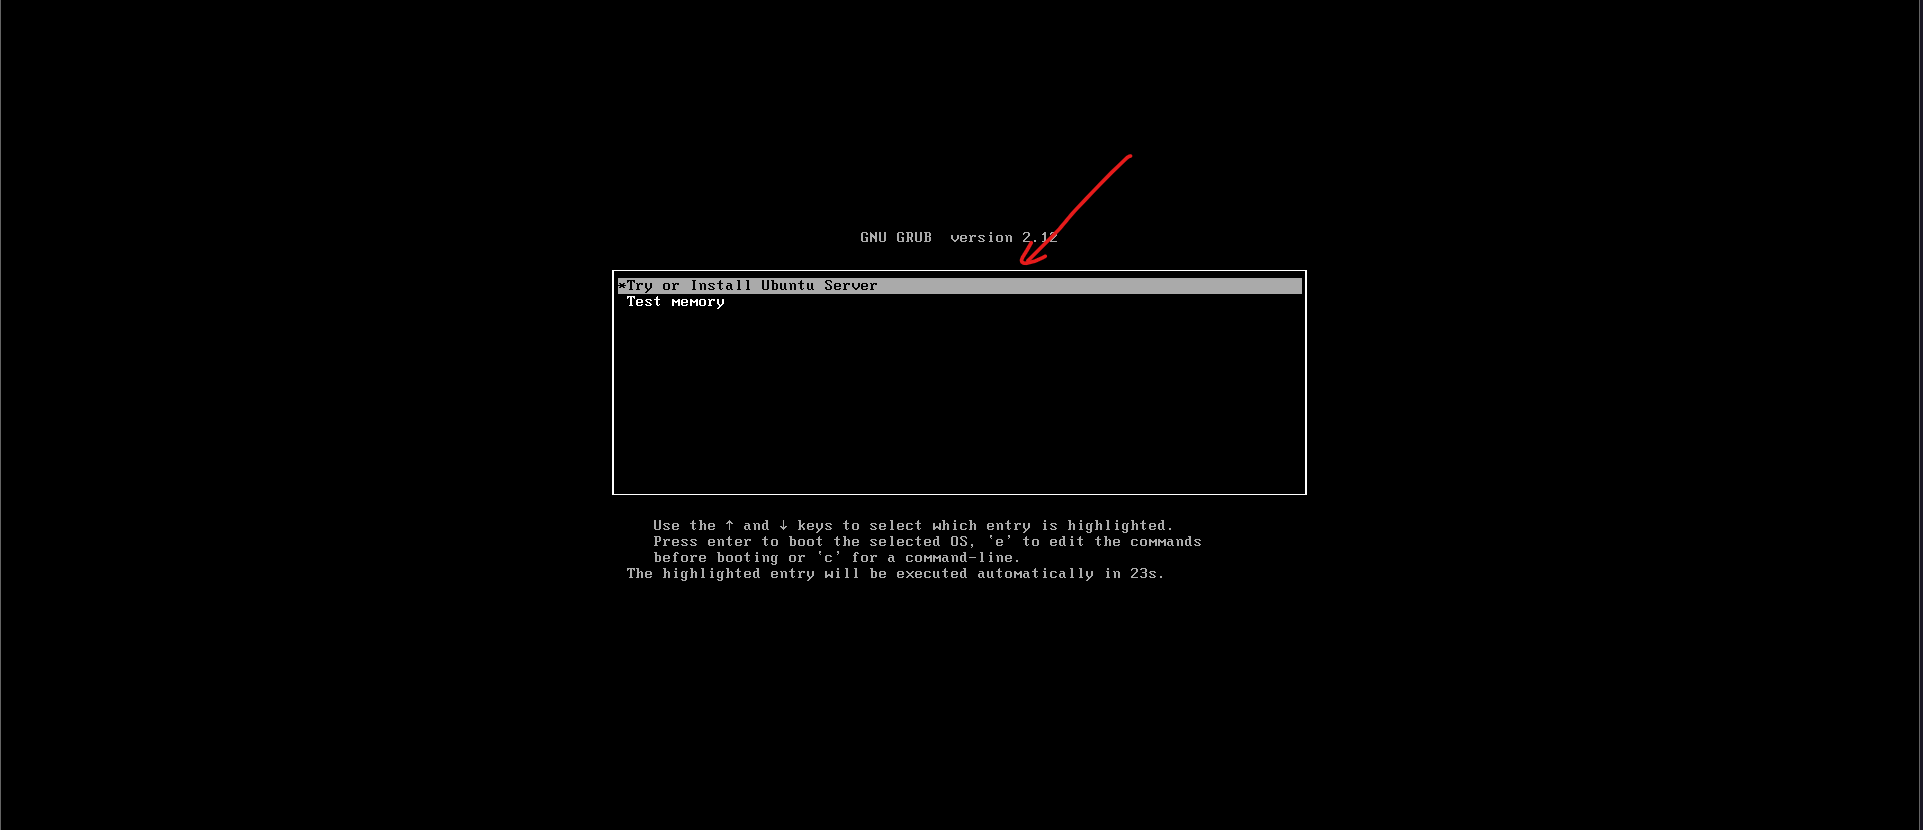 GNU GRUB  version 2.12
*Try or Install Ubuntu Server
Test memory
Use the ↑ and ↓ keys to select which entry is highlighted.
Press enter to boot the selected OS, `e' to edit the commands
before booting or `c' for a command-line.
The highlighted entry will be executed automatically in 23s.